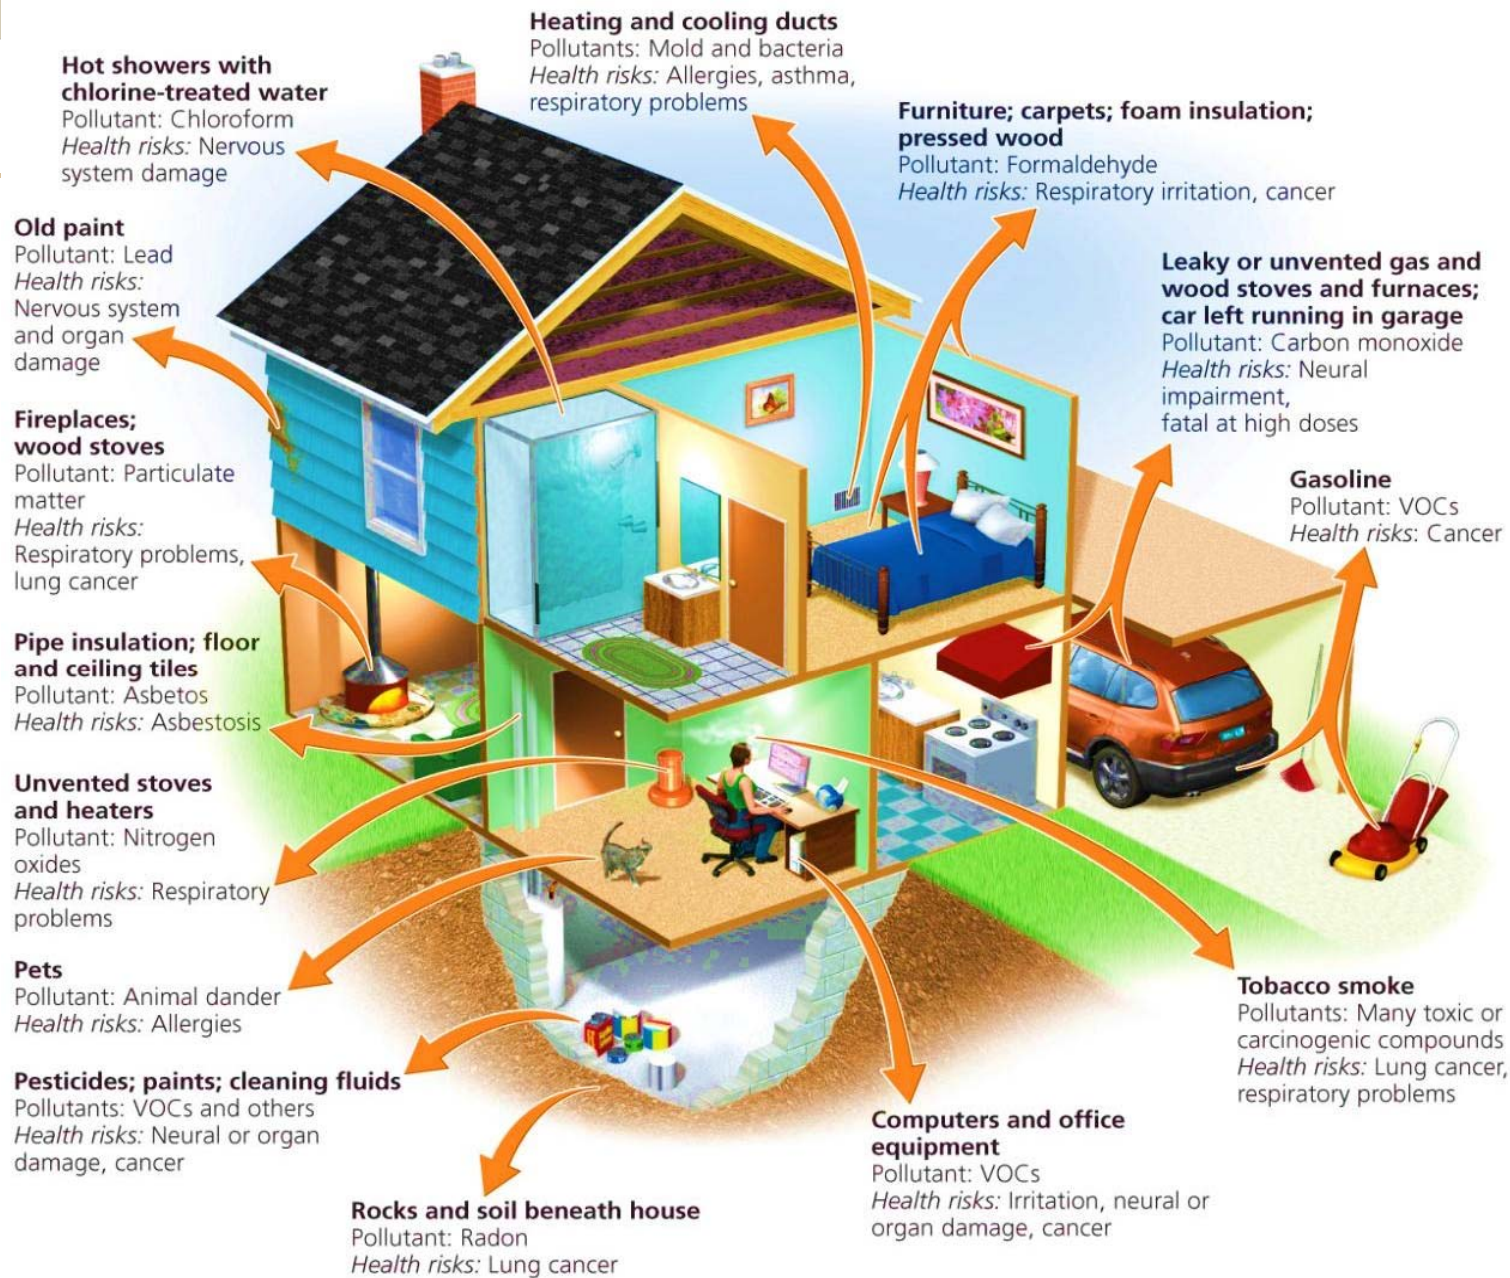 Heating and cooling ducts
Pollutants: Mold and bacteria
Health risks: Allergies, asthma,
respiratory problems
Hot showers with
chlorine-treated water
Pollutant: Chloroform
Health risks: Nervous
system damage
Furniture; carpets; foam insulation;
pressed wood
Pollutant: Formaldehyde
Health risks: Respiratory irritation, cancer
Old paint
Pollutant: Lead
Health risks:
Nervous system
and organ
damage
Leaky or unvented gas and
wood stoves and furnaces;
car left running in garage
Pollutant: Carbon monoxide
Health risks: Neural
impairment,
fatal at high doses
Fireplaces;
wood stoves
Pollutant: Particulate
matter
Health risks:
Respiratory problems,
lung cancer
Gasoline
Pollutant: VOCs
Health risks: Cancer
Pipe insulation; floor
and ceiling tiles
Pollutant: Asbetos
Health risks: Asbestosis
Unvented stoves
and heaters
Pollutant: Nitrogen
oxides
Health risks: Respiratory
problems
Pets
Pollutant: Animal dander
Health risks: Allergies
Tobacco smoke
Pollutants: Many toxic or
carcinogenic compounds
Health risks: Lung cancer,
respiratory problems
Pesticides; paints; cleaning fluids
Pollutants: VOCs and others
Health risks: Neural or organ
damage, cancer
Computers and office
equipment
Pollutant: VOCs
Health risks: Irritation, neural or
organ damage, cancer
Rocks and soil beneath house
Pollutant: Radon
Health risks: Lung cancer